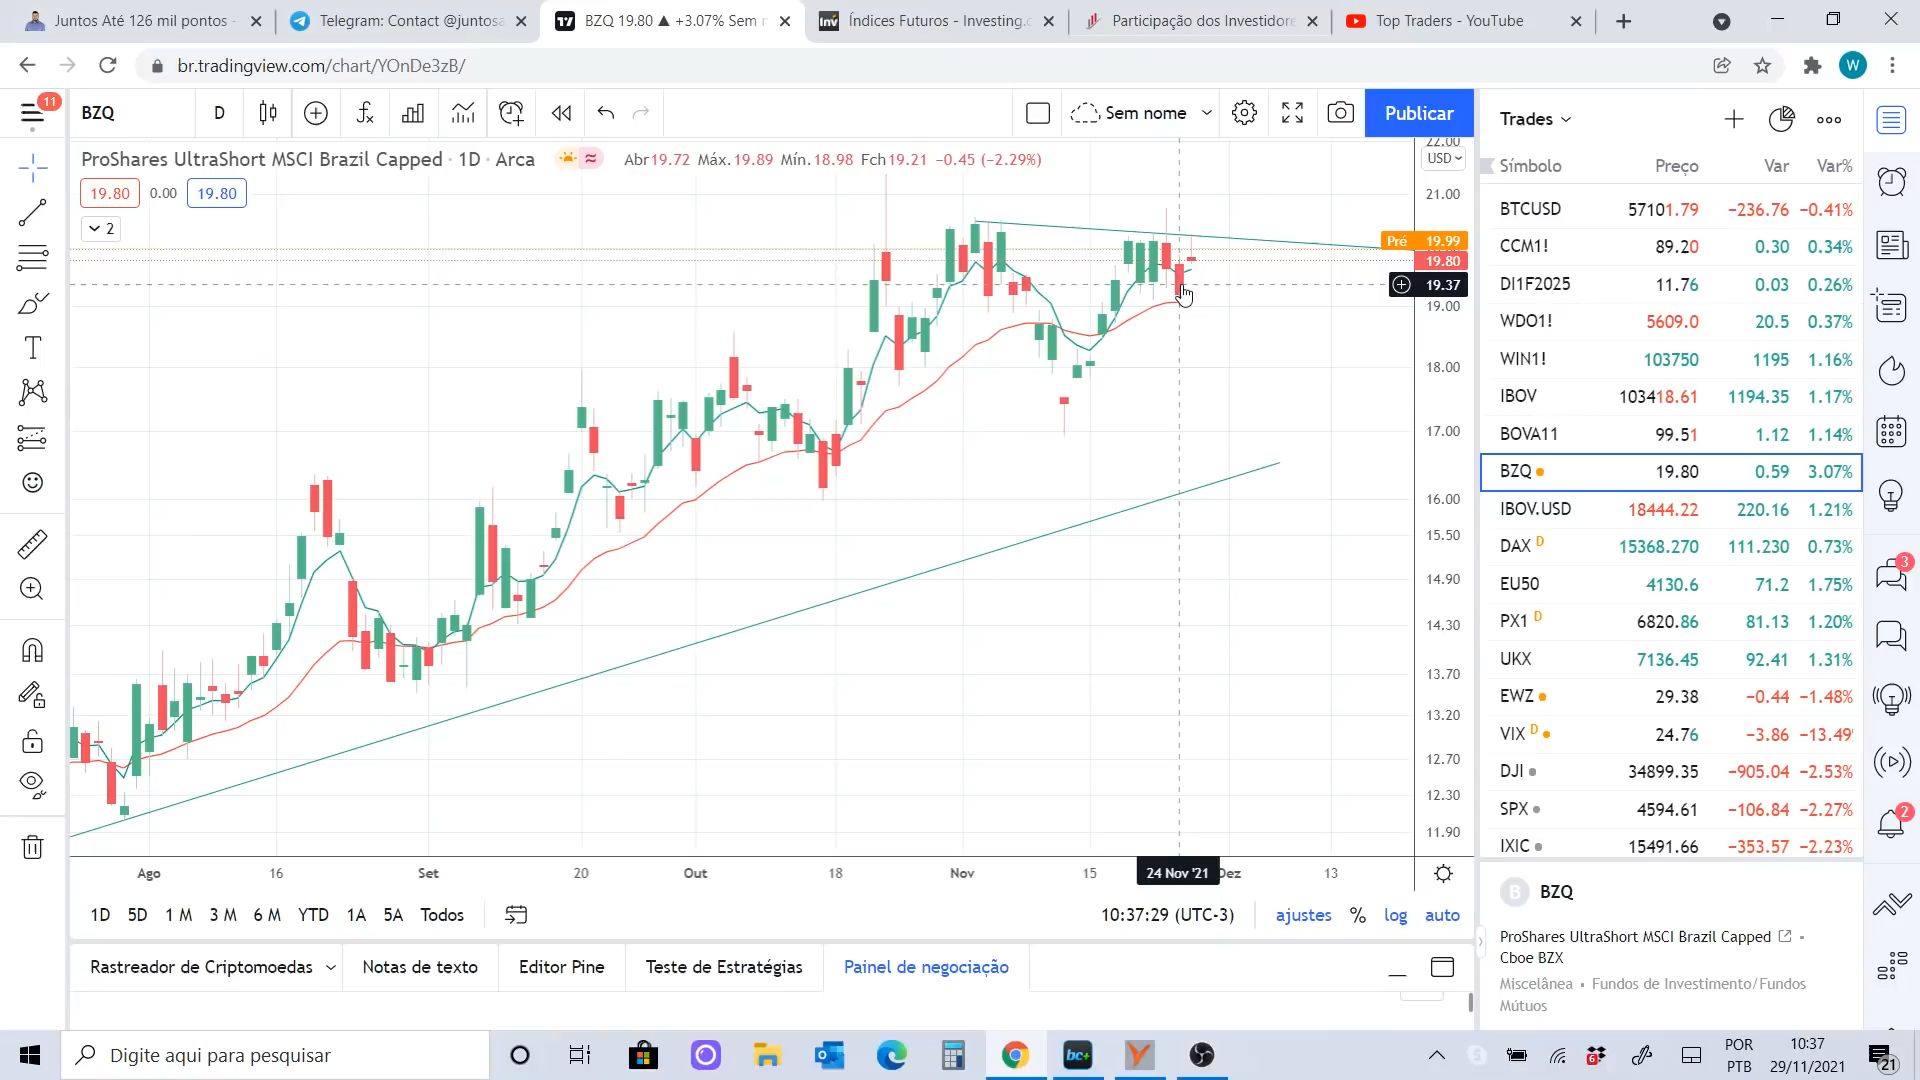 Juntos Até 126 mil pontos -
Telegram: Contact @juntosa
BZQ 19.80 ▲ +3.07% Sem n
Índices Futuros - Investing.c
Participação dos Investidore
Top Traders - YouTube
br.tradingview.com/chart/YOnDe3zB/
W
11
BZQ
D
Sem nome
Publicar
ProShares UltraShort MSCI Brazil Capped · 1D · Arca
Abr19.72 Máx.19.89 Mín.18.98 Fch19.21 −0.45 (−2.29%)
19.80 0.00 19.80
2
22.00
USD
21.00
Pré 19.99
19.80
19.37
19.00
18.00
17.00
16.00
15.50
14.90
14.30
13.70
13.20
12.70
12.30
11.90
Ago 16 Set 20 Out 18 Nov 15 24 Nov '21 Dez 13
1D 5D 1 M 3 M 6 M YTD 1A 5A Todos
10:37:29 (UTC-3)
ajustes % log auto
Rastreador de Criptomoedas
Notas de texto
Editor Pine
Teste de Estratégias
Painel de negociação
Trades
Símbolo Preço Var Var%
BTCUSD 57101.79 −236.76 −0.41%
CCM1! 89.20 0.30 0.34%
DI1F2025 11.76 0.03 0.26%
WDO1! 5609.0 20.5 0.37%
WIN1! 103750 1195 1.16%
IBOV 103418.61 1194.35 1.17%
BOVA11 99.51 1.12 1.14%
BZQ 19.80 0.59 3.07%
IBOV.USD 18444.22 220.16 1.21%
DAX D 15368.270 111.230 0.73%
EU50 4130.6 71.2 1.75%
PX1 D 6820.86 81.13 1.20%
UKX 7136.45 92.41 1.31%
EWZ 29.38 −0.44 −1.48%
VIX D 24.76 −3.86 −13.49
DJI 34899.35 −905.04 −2.53%
SPX 4594.61 −106.84 −2.27%
IXIC 15491.66 −353.57 −2.23%
B BZQ
ProShares UltraShort MSCI Brazil Capped -
Cboe BZX
Miscelânea • Fundos de Investimento/Fundos
Mútuos
3
2
Digite aqui para pesquisar
bc+
6
POR
PTB
10:37
29/11/2021
21